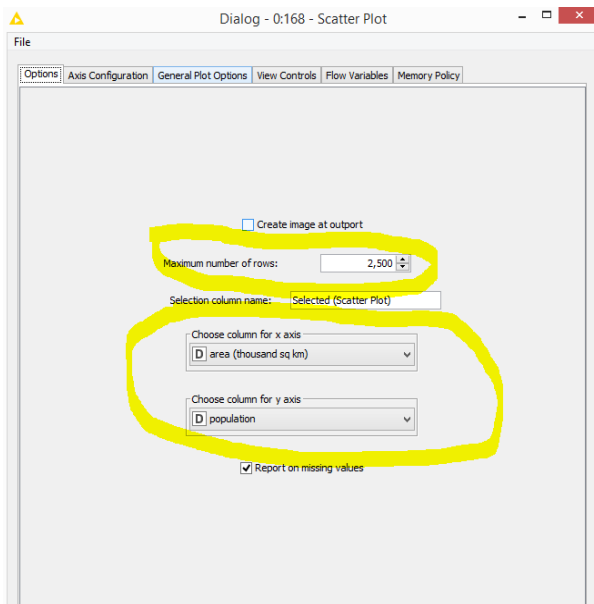 Dialog - 0:168 - Scatter Plot
File
Options Axis Configuration General Plot Options View Controls Flow Variables Memory Policy
Create image at outport
Maximum number of rows: 2,500
Selection column name: Selected (Scatter Plot)
Choose column for x axis
D area (thousand sq km)
Choose column for y axis
D population
Report on missing values